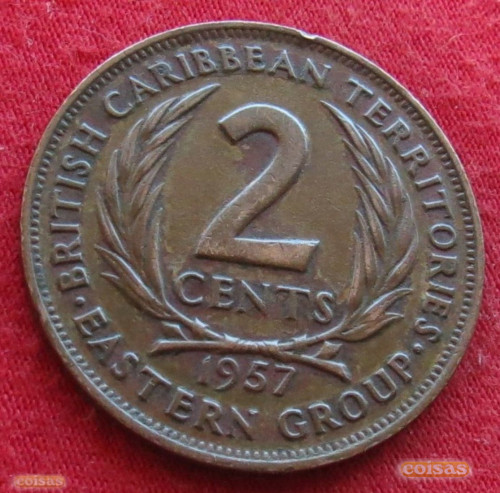 BRITISH CARIBBEAN TERRITORIES
2
CENTS
1957
· EASTERN GROUP ·
coisas
coisas